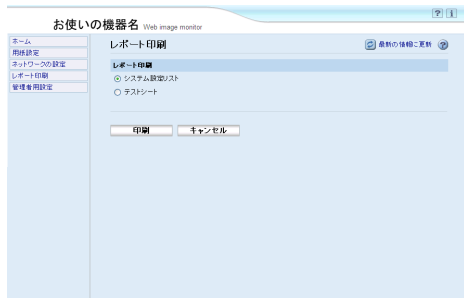 お使いの機器名 Web image monitor
ホーム
用紙設定
ネットワークの設定
レポート印刷
管理者用設定
レポート印刷
最新の情報に更新
レポート印刷
システム設定リスト
テストシート
印刷
キャンセル